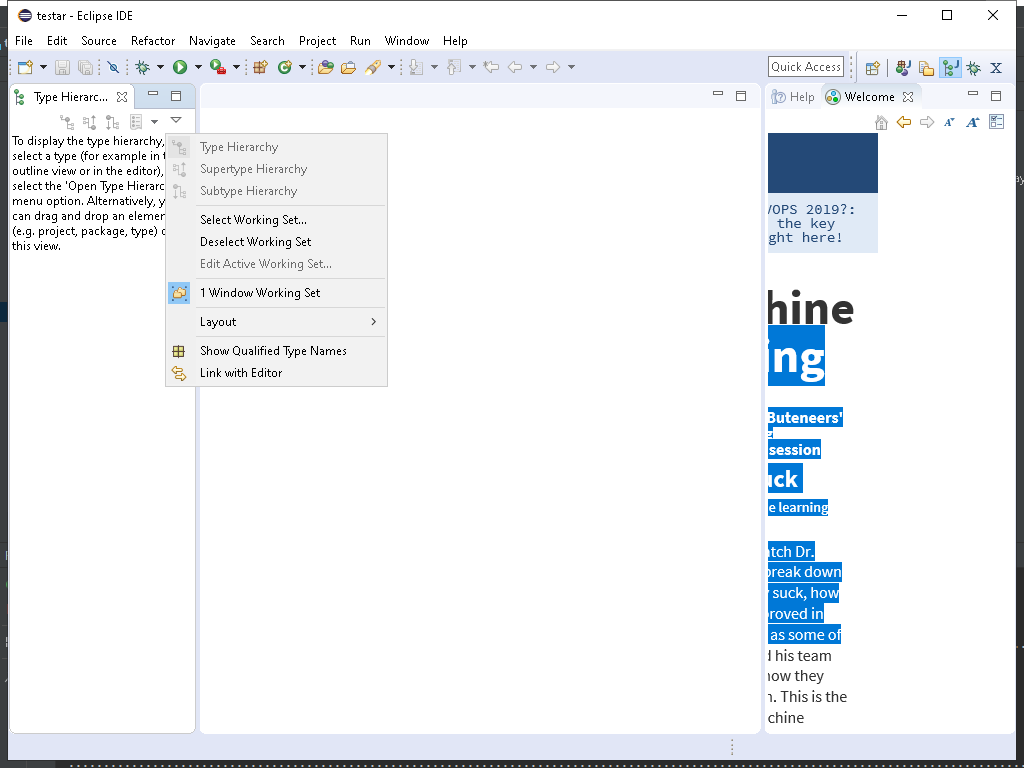 testar - Eclipse IDE
File Edit Source Refactor Navigate Search Project Run Window Help
Quick Access
Type Hierarc...
Help
Welcome
To display the type hierarchy,
select a type (for example in t
outline view or in the editor),
select the 'Open Type Hierarc
menu option. Alternatively, y
can drag and drop an elemen
(e.g. project, package, type) o
this view.
Type Hierarchy
Supertype Hierarchy
Subtype Hierarchy
Select Working Set...
Deselect Working Set
Edit Active Working Set...
1 Window Working Set
Layout
Show Qualified Type Names
Link with Editor
/OPS 2019?:
the key
ght here!
hine
ing
Buteneers'
session
uck
e learning
atch Dr.
break down
suck, how
proved in
as some of
d his team
how they
n. This is the
chine